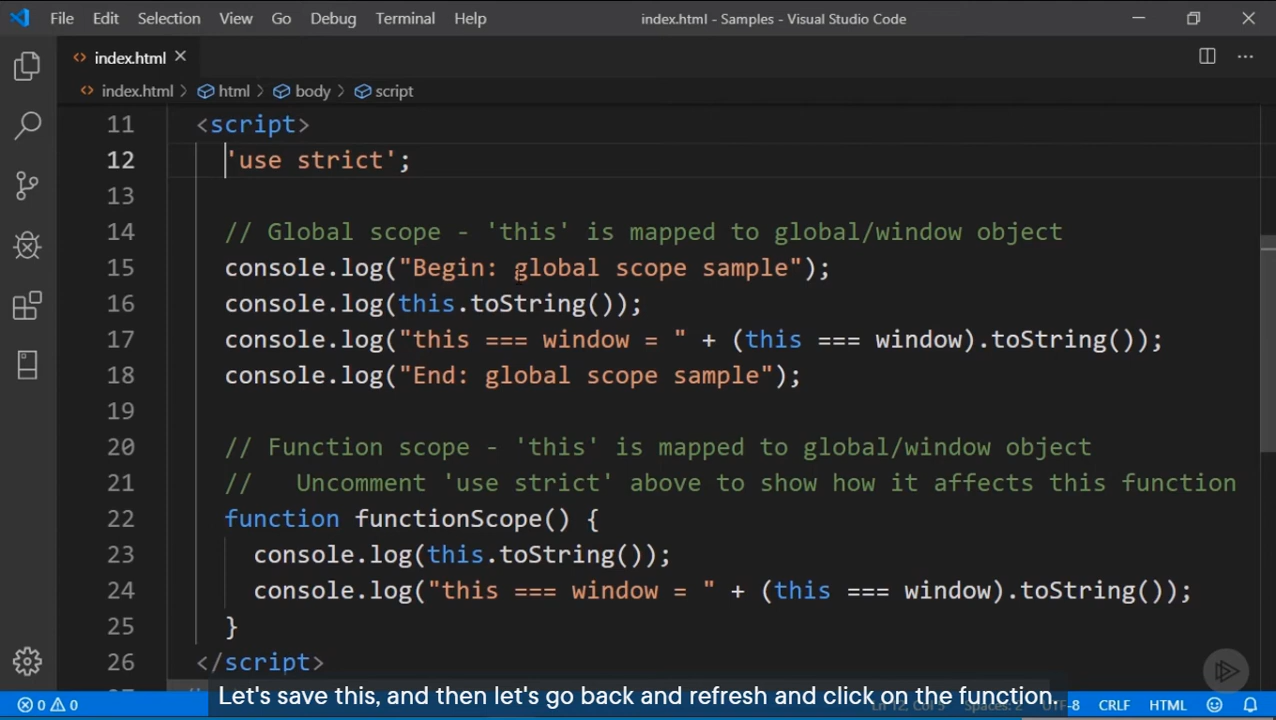 File Edit Selection View Go Debug Terminal Help index.html - Samples - Visual Studio Code
index.html
index.html > html > body > script
11 <script>
12 'use strict';
13
14 // Global scope - 'this' is mapped to global/window object
15 console.log("Begin: global scope sample");
16 console.log(this.toString());
17 console.log("this === window = " + (this === window).toString());
18 console.log("End: global scope sample");
19
20 // Function scope - 'this' is mapped to global/window object
21 //   Uncomment 'use strict' above to show how it affects this function
22 function functionScope() {
23 console.log(this.toString());
24 console.log("this === window = " + (this === window).toString());
25 }
26 </script>
Let's save this, and then let's go back and refresh and click on the function.
0 0 CRLF HTML